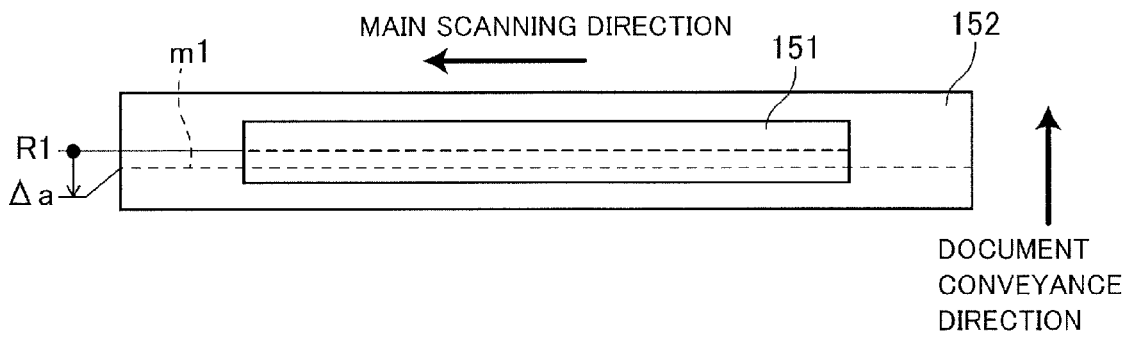 MAIN SCANNING DIRECTION
152
m1
151
R1
Δa
DOCUMENT
CONVEYANCE
DIRECTION